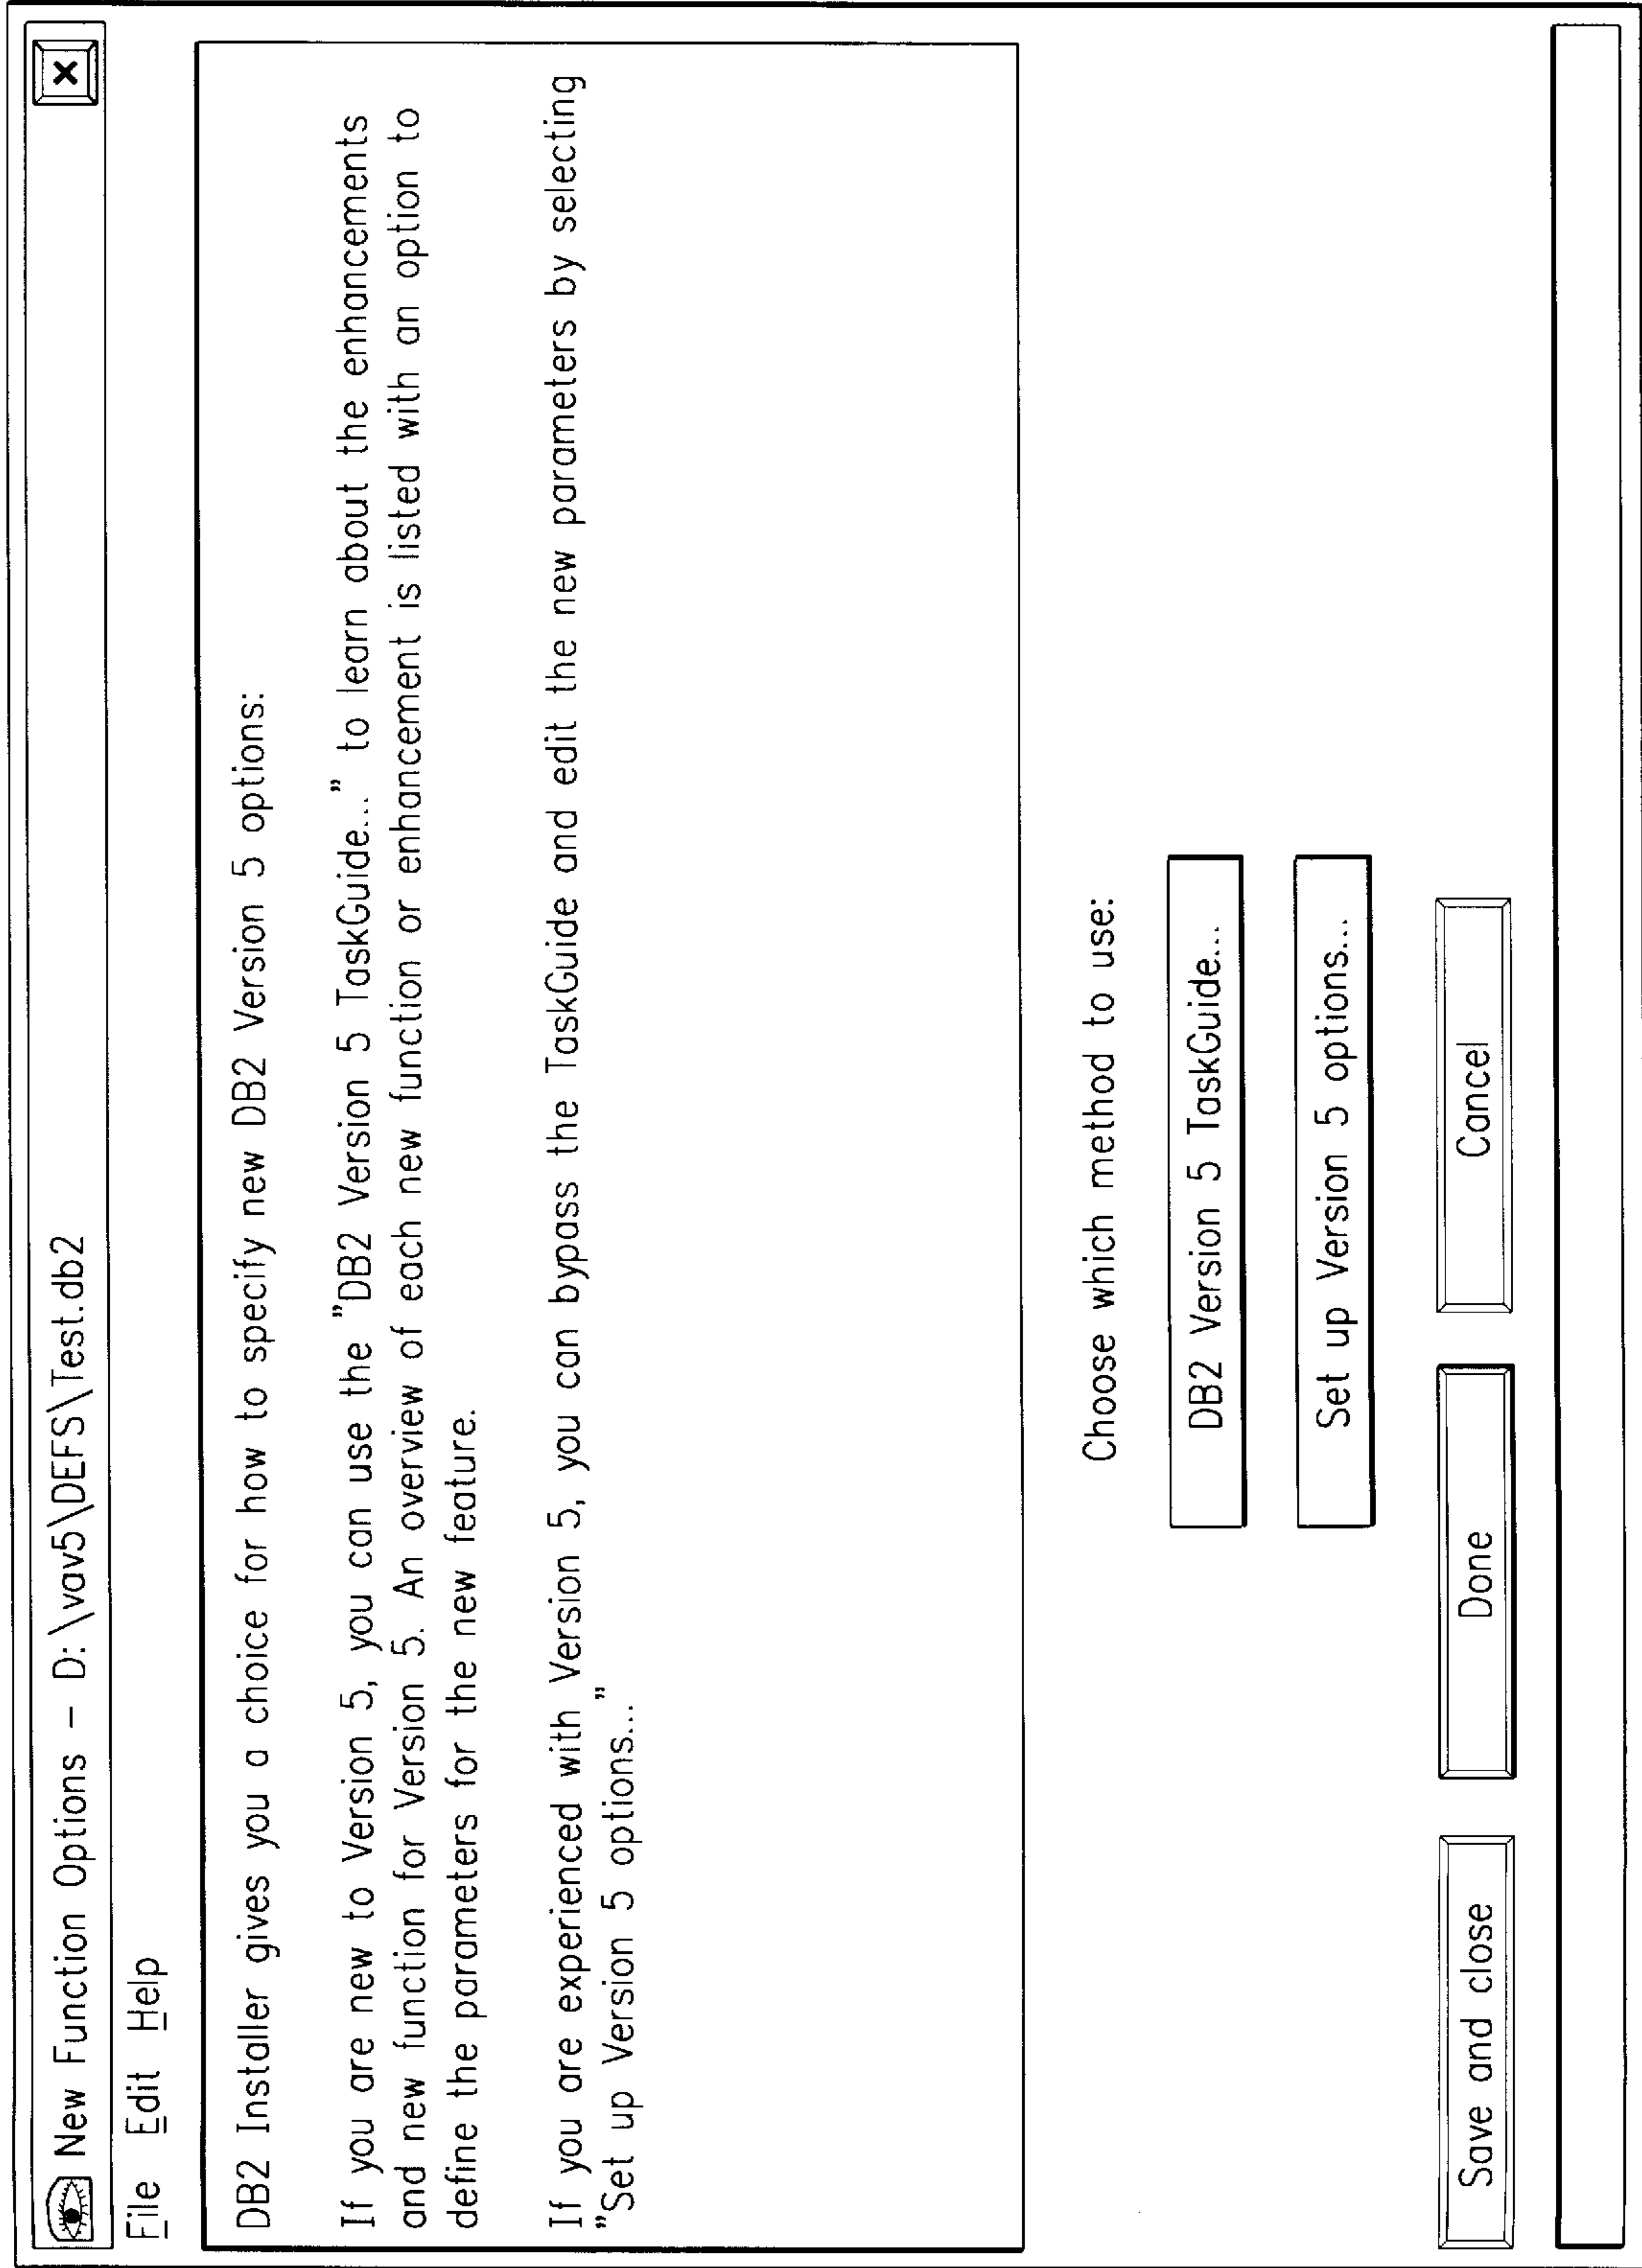 New Function Options – D:\vav5\DEFS\Test.db2
×
File Edit Help
DB2 Installer gives you a choice for how to specify new DB2 Version 5 options:
If you are new to Version 5, you can use the "DB2 Version 5 TaskGuide..." to learn about the enhancements
and new function for Version 5. An overview of each new function or enhancement is listed with an option to
define the parameters for the new feature.
If you are experienced with Version 5, you can bypass the TaskGuide and edit the new parameters by selecting
"Set up Version 5 options..."
Choose which method to use:
DB2 Version 5 TaskGuide...
Set up Version 5 options...
Save and close
Done
Cancel